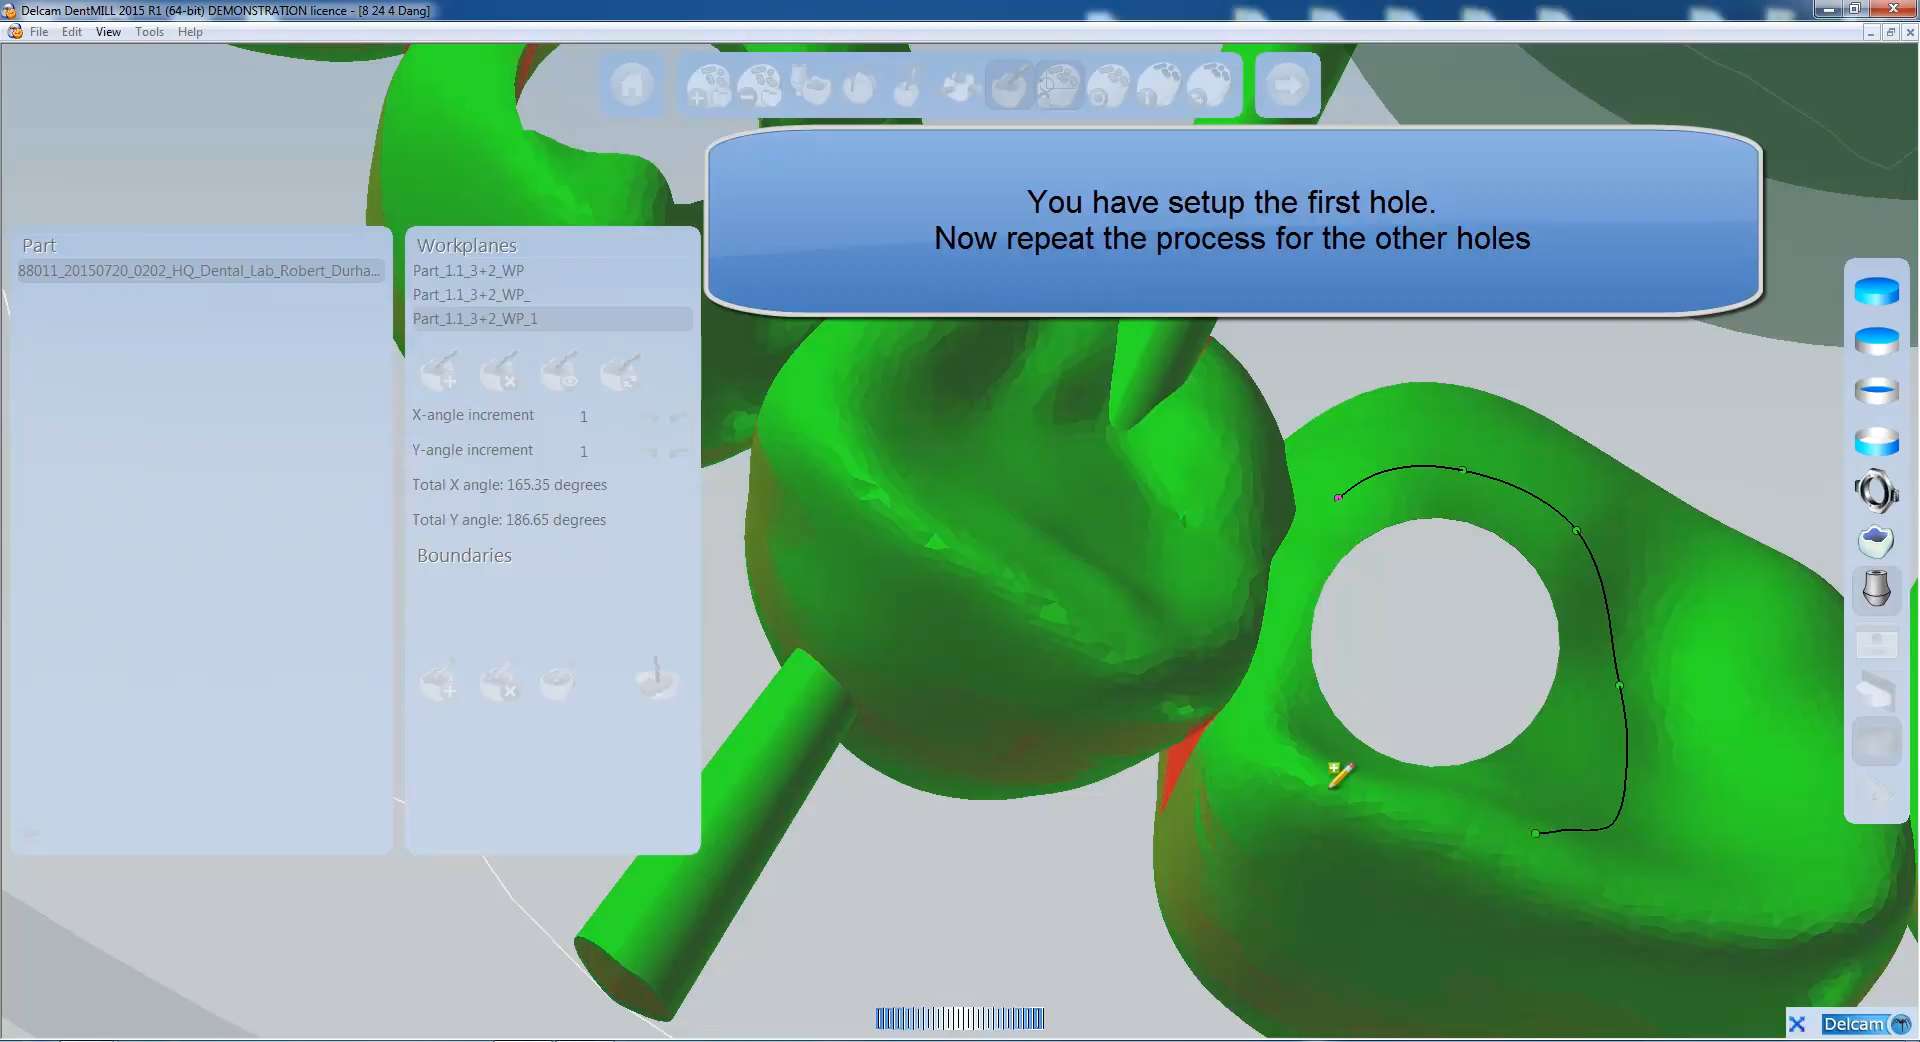 Delcam DentMILL 2015 R1 (64-bit) DEMONSTRATION licence - [8 24 4 Dang]
File Edit View Tools Help
You have setup the first hole.
Now repeat the process for the other holes
Part
88011_20150720_0202_HQ_Dental_Lab_Robert_Durha...
Workplanes
Part_1.1_3+2_WP
Part_1.1_3+2_WP_
Part_1.1_3+2_WP_1
X-angle increment 1
Y-angle increment 1
Total X angle: 165.35 degrees
Total Y angle: 186.65 degrees
Boundaries
Delcam